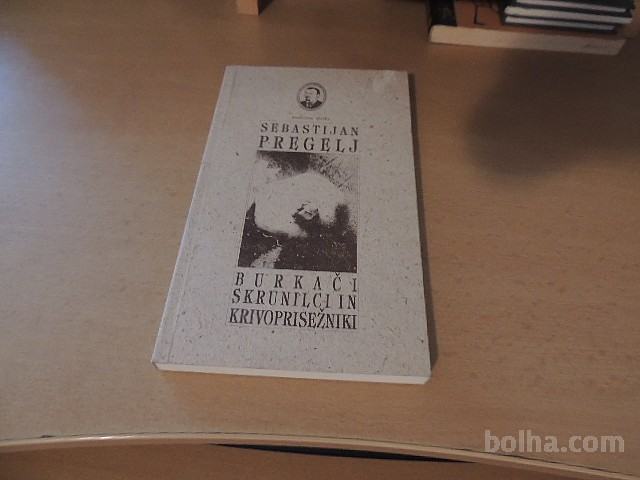 SEBASTIJAN
PREGELJ
BURKAČI
SKRUNILCI IN
KRIVOPRISEŽNIKI
bolha.com